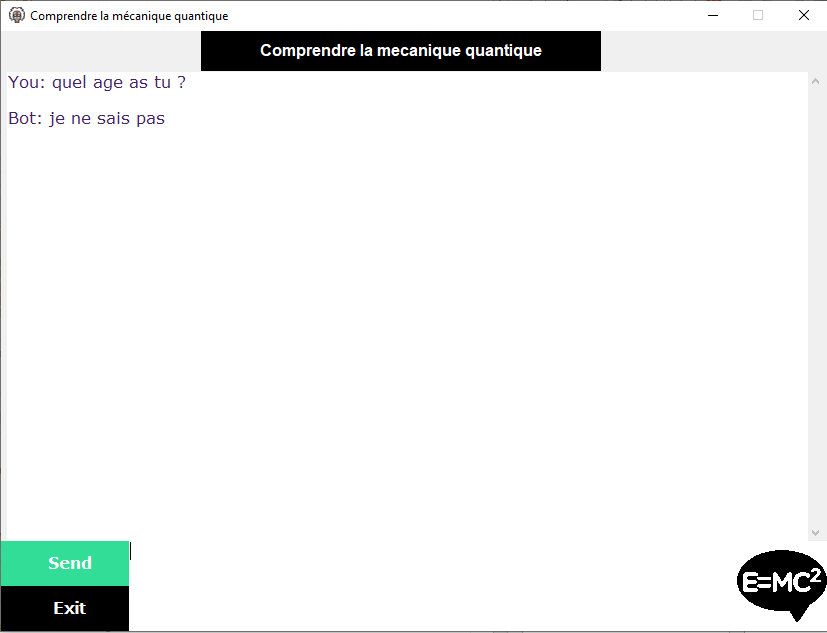 Comprendre la mécanique quantique
Comprendre la mecanique quantique
You: quel age as tu ?
Bot: je ne sais pas
Send
Exit
E=MC²